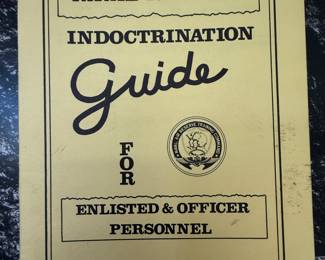 INDOCTRINATION
Guide
FOR
ENLISTED & OFFICER
PERSONNEL